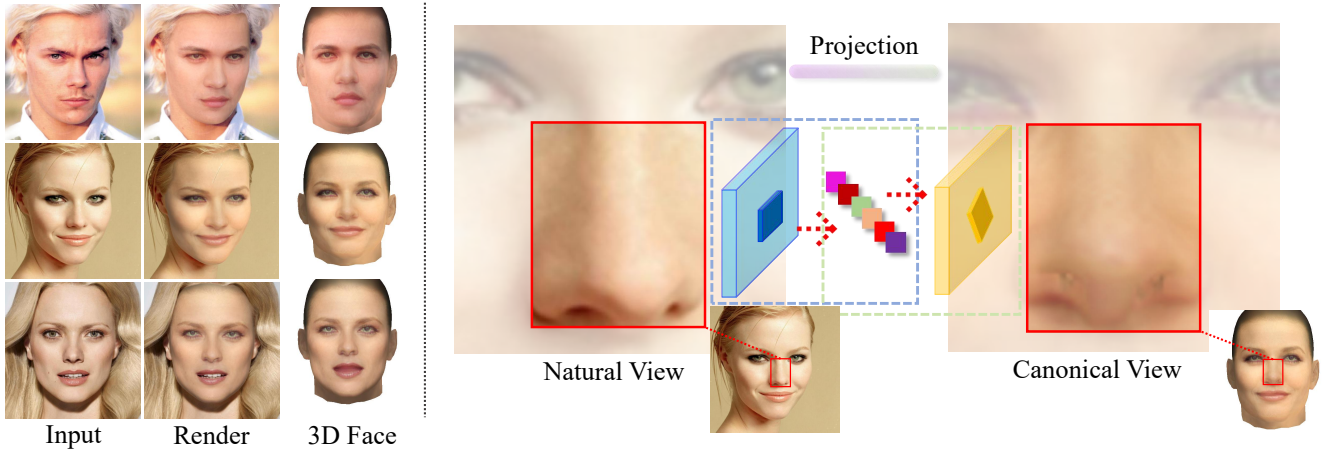 Projection
Natural View
Canonical View
Input
Render
3D Face